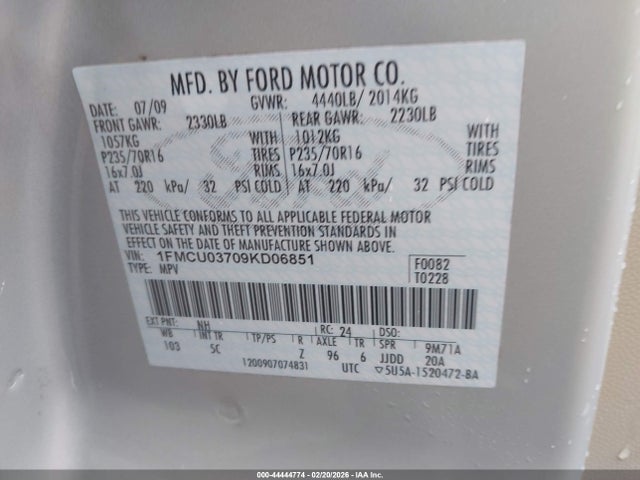 MFD. BY FORD MOTOR CO.
DATE: 07/09 GVWR: 4440LB/ 2014KG
FRONT GAWR: 2330LB REAR GAWR: 2230LB
1057KG WITH 1012KG WITH
P235/70R16 TIRES P235/70R16 TIRES
16x7.0J RIMS 16x7.0J RIMS
AT 220 kPa/ 32 PSI COLD AT 220 kPa/ 32 PSI COLD
THIS VEHICLE CONFORMS TO ALL APPLICABLE FEDERAL MOTOR
VEHICLE SAFETY AND THEFT PREVENTION STANDARDS IN
EFFECT ON THE DATE OF MANUFACTURE SHOWN ABOVE.
VIN: 1FMCU03709KD06851 F0082
TYPE: MPV T0228
EXT PNT: NH RC: 24 DSO:
WB INT TR TP/PS R AXLE TR SPR 9M71A
103 5C Z 96 6 JJDD 20A
1200907074831 UTC ▽5U5A-1520472-BA
000-44444774 - 02/20/2026 - IAA Inc.